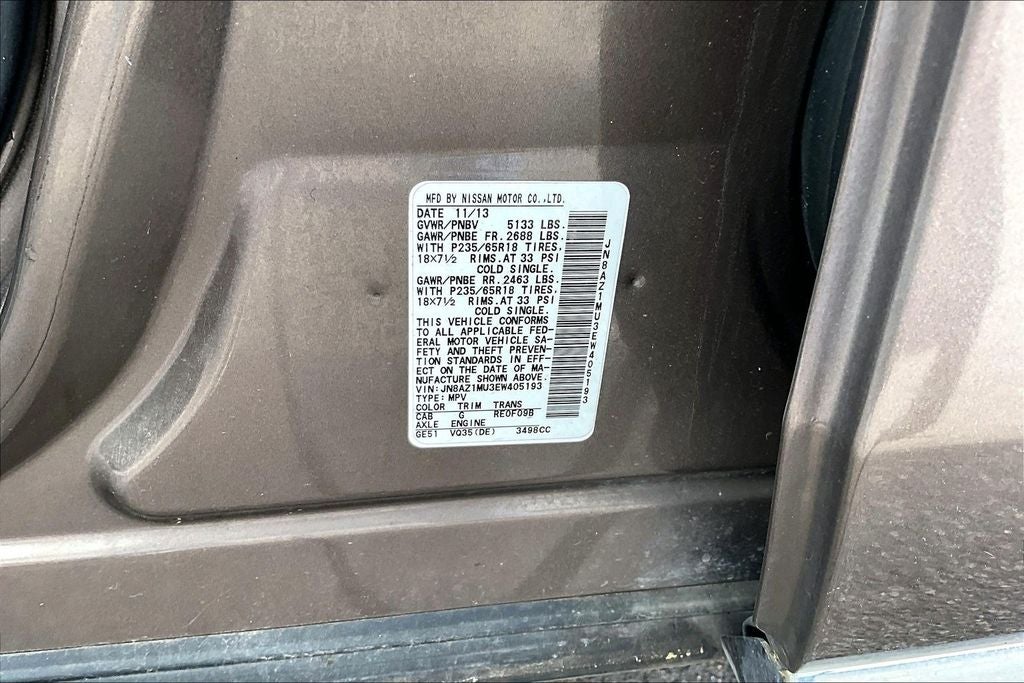 MFD BY NISSAN MOTOR CO.,LTD.
DATE 11/13
GVWR/PNBV 5133 LBS.
GAWR/PNBE FR.2688 LBS.
WITH P235/65R18 TIRES,
18×7½ RIMS.AT 33 PSI
COLD SINGLE.
GAWR/PNBE RR.2463 LBS.
WITH P235/65R18 TIRES,
18×7½ RIMS.AT 33 PSI
COLD SINGLE.
THIS VEHICLE CONFORMS
TO ALL APPLICABLE FED-
ERAL MOTOR VEHICLE SA-
FETY AND THEFT PREVEN-
TION STANDARDS IN EFF-
ECT ON THE DATE OF MA-
NUFACTURE SHOWN ABOVE.
VIN:JN8AZ1MU3EW405193
TYPE:MPV
COLOR TRIM TRANS
CAB G RE0F09B
AXLE ENGINE
GE51 VQ35(DE) 3498CC
JN8AZ1MU3EW405193